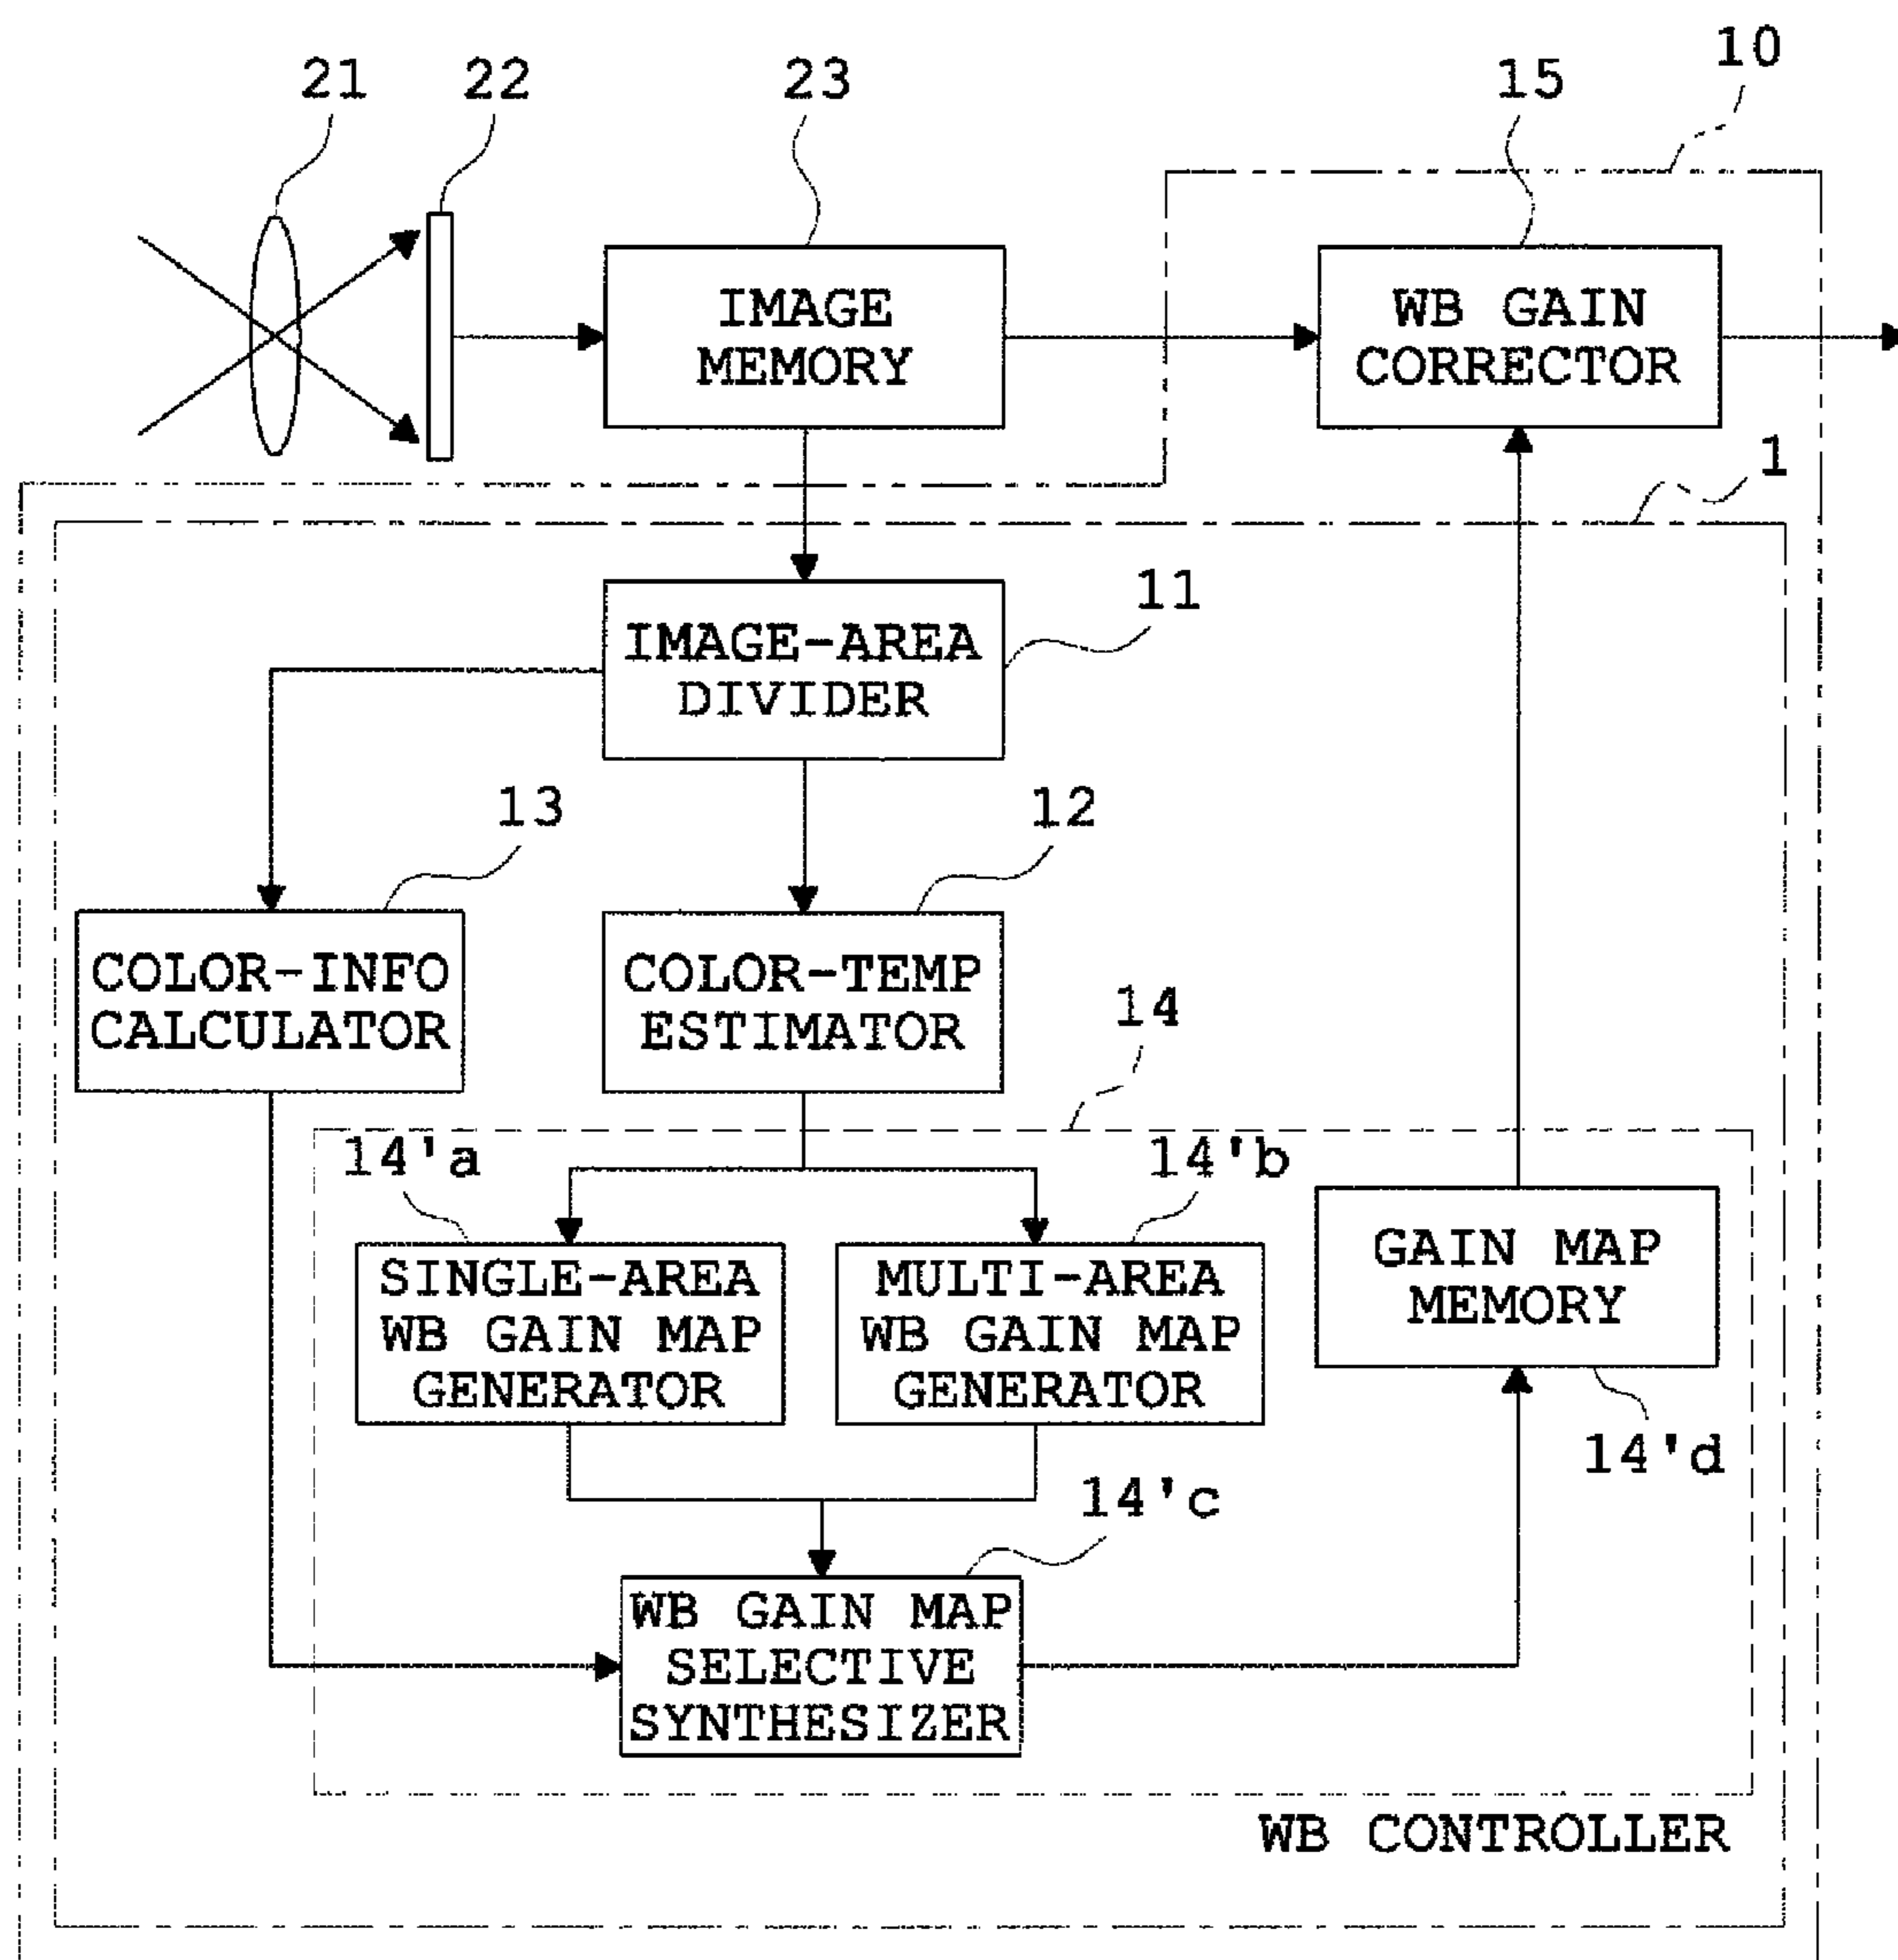 10
21
22
23
15
IMAGE
MEMORY
WB GAIN
CORRECTOR
1
11
IMAGE-AREA
DIVIDER
13
12
COLOR-INFO
CALCULATOR
COLOR-TEMP
ESTIMATOR
14
14'a
14'b
SINGLE-AREA
WB GAIN MAP
GENERATOR
MULTI-AREA
WB GAIN MAP
GENERATOR
GAIN MAP
MEMORY
14'd
14'c
WB GAIN MAP
SELECTIVE
SYNTHESIZER
WB CONTROLLER